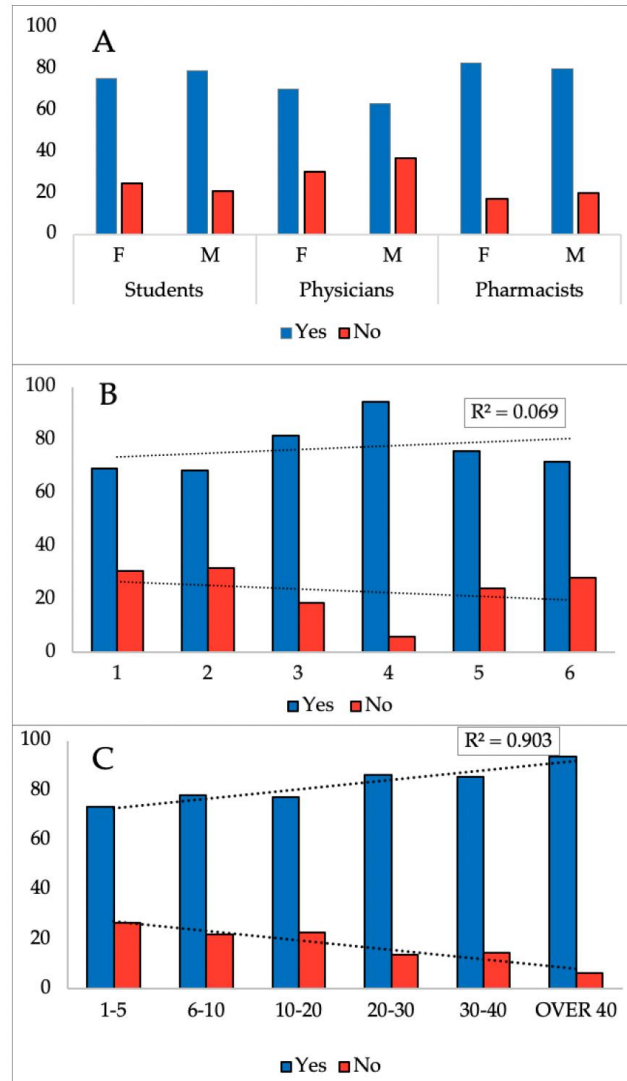 A
100
80
60
40
20
0
F M F M F M
Students Physicians Pharmacists
Yes No
B
100
R² = 0.069
80
60
40
20
0
1 2 3 4 5 6
Yes No
C
100
R² = 0.903
80
60
40
20
0
1-5 6-10 10-20 20-30 30-40 OVER 40
Yes No